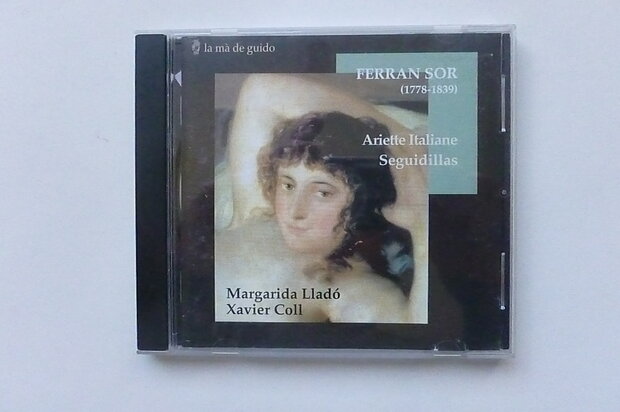 la mà de guido
FERRAN SOR
(1778-1839)
Ariette Italiane
Seguidillas
Margarida Lladó
Xavier Coll